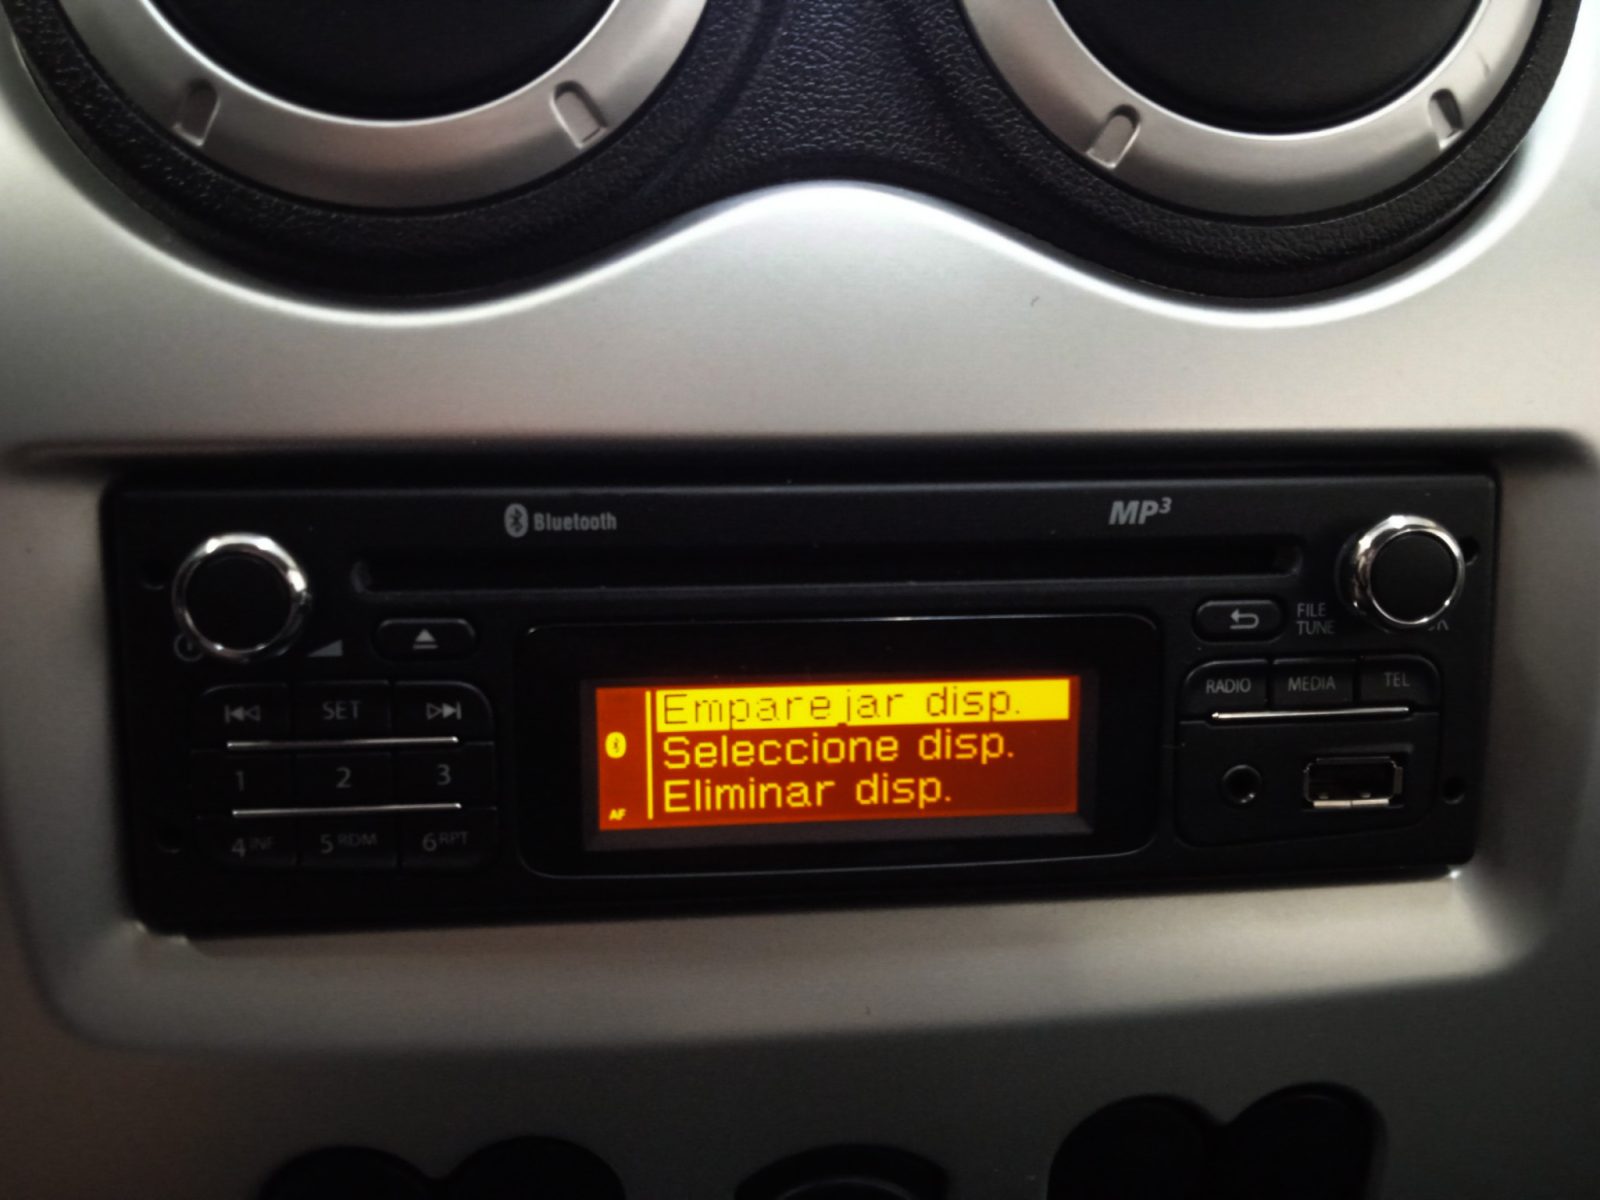 Bluetooth
MP3
FILE
TUNE
SET
RADIO MEDIA TEL
Emparejar disp.
Seleccione disp.
Eliminar disp.
AF
1 2 3
4 INF 5 RDM 6 RPT